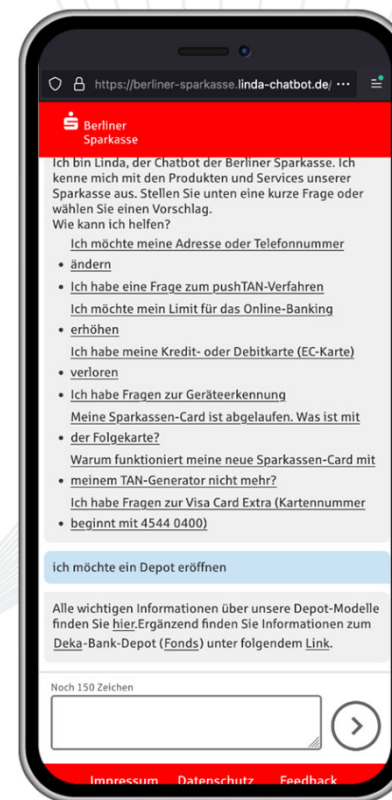 https://berliner-sparkasse.linda-chatbot.de/ ...
Berliner
Sparkasse
Ich bin Linda, der Chatbot der Berliner Sparkasse. Ich
kenne mich mit den Produkten und Services unserer
Sparkasse aus. Stellen Sie unten eine kurze Frage oder
wählen Sie einen Vorschlag.
Wie kann ich helfen?
Ich möchte meine Adresse oder Telefonnummer
• ändern
• Ich habe eine Frage zum pushTAN-Verfahren
Ich möchte mein Limit für das Online-Banking
• erhöhen
Ich habe meine Kredit- oder Debitkarte (EC-Karte)
• verloren
• Ich habe Fragen zur Geräteerkennung
Meine Sparkassen-Card ist abgelaufen. Was ist mit
• der Folgekarte?
Warum funktioniert meine neue Sparkassen-Card mit
• meinem TAN-Generator nicht mehr?
Ich habe Fragen zur Visa Card Extra (Kartennummer
• beginnt mit 4544 0400)
ich möchte ein Depot eröffnen
Alle wichtigen Informationen über unsere Depot-Modelle
finden Sie hier.Ergänzend finden Sie Informationen zum
Deka-Bank-Depot (Fonds) unter folgendem Link.
Noch 150 Zeichen
Impressum Datenschutz Feedback